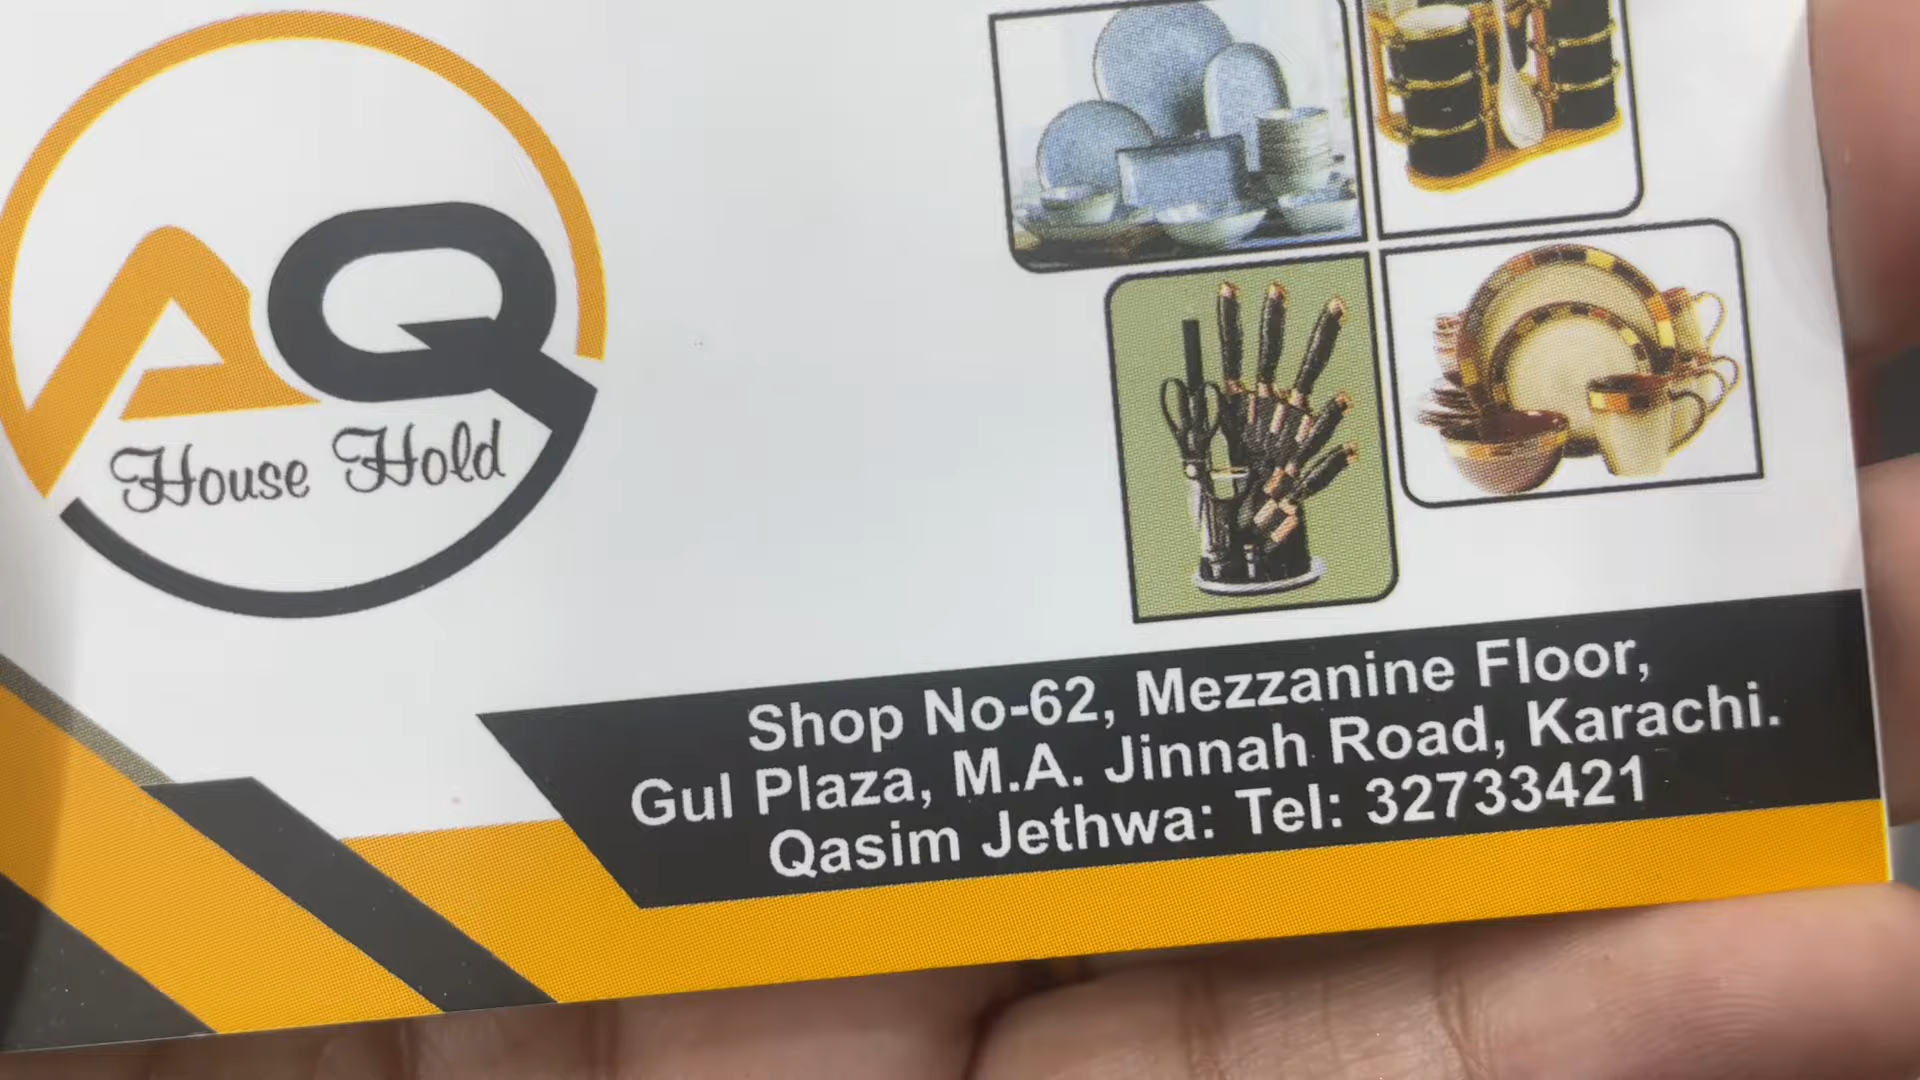 AQ
House Hold
Shop No-62, Mezzanine Floor,
Gul Plaza, M.A. Jinnah Road, Karachi.
Qasim Jethwa: Tel: 32733421